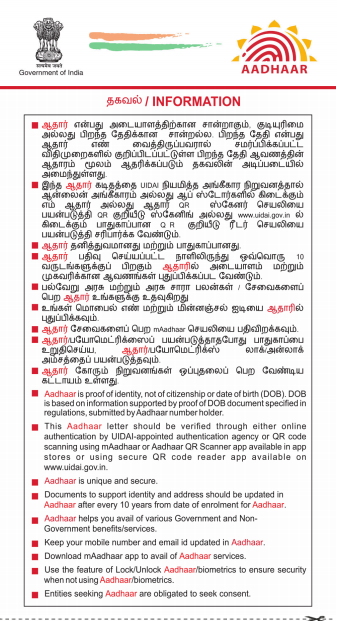 सत्यमेव जयते
Government of India
AADHAAR
தகவல் / INFORMATION
ஆதார் என்பது அடையாளத்திற்கான சான்றாகும், குடியுரிமை
அல்லது பிறந்த தேதிக்கான சான்றல்ல. பிறந்த தேதி என்பது
ஆதார் எண் வைத்திருப்பவரால் சமர்ப்பிக்கப்பட்ட
விதிமுறைகளில் குறிப்பிடப்பட்டுள்ள பிறந்த தேதி ஆவணத்தின்
ஆதாரம் மூலம் ஆதரிக்கப்படும் தகவலின் அடிப்படையில்
அமைந்துள்ளது.
இந்த ஆதார் கடிதத்தை UIDAI நியமித்த அங்கீகார நிறுவனத்தால்
ஆன்லைன் அங்கீகாரம் அல்லது ஆப் ஸ்டோர்களில் கிடைக்கும்
எம் ஆதார் அல்லது ஆதார் QR ஸ்கேனர் செயலியை
பயன்படுத்தி QR குறியீடு ஸ்கேனிங் அல்லது www.uidai.gov.in ல்
கிடைக்கும் பாதுகாப்பான Q R குறியீடு ரீடர் செயலியை
பயன்படுத்தி சரிபார்க்க வேண்டும்.
ஆதார் தனித்துவமானது மற்றும் பாதுகாப்பானது.
ஆதார் பதிவு செய்யப்பட்ட நாளிலிருந்து ஒவ்வொரு 10
வருடங்களுக்குப் பிறகும் ஆதாரில் அடையாளம் மற்றும்
முகவரிக்கான ஆவணங்கள் புதுப்பிக்கப்பட வேண்டும்.
பல்வேறு அரசு மற்றும் அரசு சாரா பலன்கள் / சேவைகளைப்
பெற ஆதார் உங்களுக்கு உதவுகிறது
உங்கள் மொபைல் எண் மற்றும் மின்னஞ்சல் ஐடியை ஆதாரில்
புதுப்பிக்கவும்.
ஆதார் சேவைகளைப் பெற mAadhaar செயலியை பதிவிறக்கவும்.
ஆதார்/பயோமெட்ரிக்ஸைப் பயன்படுத்தாதபோது பாதுகாப்பை
உறுதிசெய்ய, ஆதார்/பயோமெட்ரிக்ஸ் லாக்/அன்லாக்
அம்சத்தைப் பயன்படுத்தவும்.
ஆதார் கோரும் நிறுவனங்கள் ஒப்புதலைப் பெற வேண்டிய
கட்டாயம் உள்ளது.
Aadhaar is proof of identity, not of citizenship or date of birth (DOB). DOB
is based on information supported by proof of DOB document specified in
regulations, submitted by Aadhaar number holder.
This Aadhaar letter should be verified through either online
authentication by UIDAI-appointed authentication agency or QR code
scanning using mAadhaar or Aadhaar QR Scanner app available in app
stores or using secure QR code reader app available on
www.uidai.gov.in.
Aadhaar is unique and secure.
Documents to support identity and address should be updated in
Aadhaar after every 10 years from date of enrolment for Aadhaar.
Aadhaar helps you avail of various Government and Non-
Government benefits/services.
Keep your mobile number and email id updated in Aadhaar.
Download mAadhaar app to avail of Aadhaar services.
Use the feature of Lock/Unlock Aadhaar/biometrics to ensure security
when not using Aadhaar/biometrics.
Entities seeking Aadhaar are obligated to seek consent.